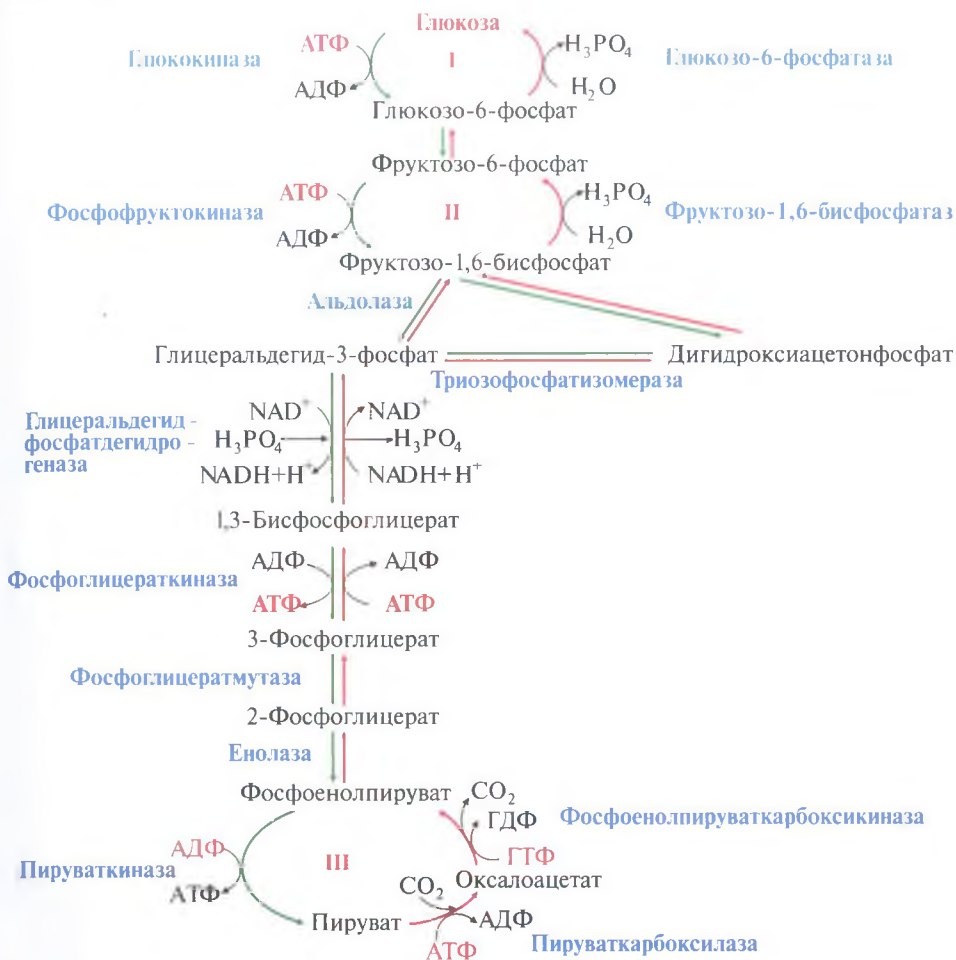 Глюкоза
АТФ
I
H₃PO₄
Глюкокиназа
Глюкозо-6-фосфатаза
АДФ
H₂O
Глюкозо-6-фосфат
Фруктозо-6-фосфат
АТФ
H₃PO₄
Фосфофруктокиназа
II
Фруктозо-1,6-бисфосфатаз
АДФ
H₂O
Фруктозо-1,6-бисфосфат
Альдолаза
Глицеральдегид-3-фосфат
Дигидроксиацетонфосфат
Триозофосфатизомераза
Глицеральдегид-
фосфатдегидро-
геназа
NAD⁺
NAD⁺
H₃PO₄
H₃PO₄
NADH+H⁺
NADH+H⁺
1,3-Бисфосфоглицерат
АДФ
АДФ
Фосфоглицераткиназа
АТФ
АТФ
3-Фосфоглицерат
Фосфоглицератмутаза
2-Фосфоглицерат
Енолаза
Фосфоенолпируват
CO₂
ГДФ
Фосфоенолпируваткарбоксикиназа
АДФ
III
ГТФ
Пируваткиназа
АТФ
CO₂
Оксалоацетат
Пируват
АДФ
АТФ
Пируваткарбоксилаза